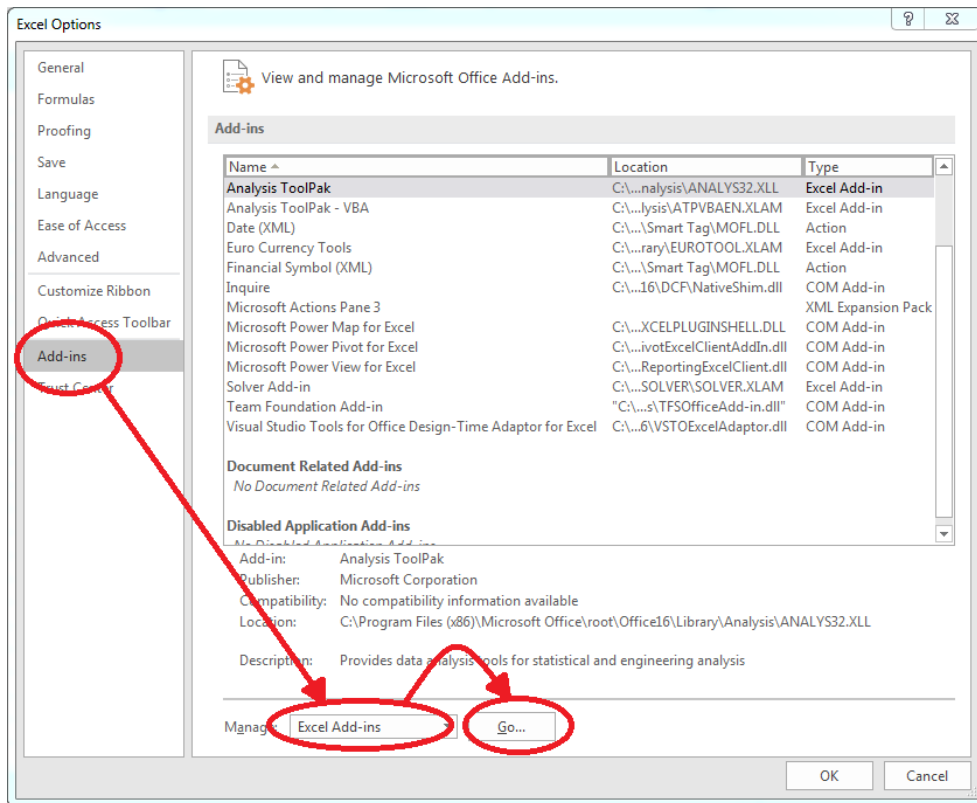 Excel Options
General
Formulas
Proofing
Save
Language
Ease of Access
Advanced
Customize Ribbon
Quick Access Toolbar
Add-ins
Trust Center
View and manage Microsoft Office Add-ins.
Add-ins
Name Location Type
Analysis ToolPak C:\...nalysis\ANALYS32.XLL Excel Add-in
Analysis ToolPak - VBA C:\...lysis\ATPVBAEN.XLAM Excel Add-in
Date (XML) C:\...\Smart Tag\MOFL.DLL Action
Euro Currency Tools C:\...rary\EUROTOOL.XLAM Excel Add-in
Financial Symbol (XML) C:\...\Smart Tag\MOFL.DLL Action
Inquire C:\...16\DCF\NativeShim.dll COM Add-in
Microsoft Actions Pane 3 XML Expansion Pack
Microsoft Power Map for Excel C:\...XCELPLUGINSHELL.DLL COM Add-in
Microsoft Power Pivot for Excel C:\...ivotExcelClientAddIn.dll COM Add-in
Microsoft Power View for Excel C:\...ReportingExcelClient.dll COM Add-in
Solver Add-in C:\...SOLVER\SOLVER.XLAM Excel Add-in
Team Foundation Add-in "C:\...s\TFSOfficeAdd-in.dll" COM Add-in
Visual Studio Tools for Office Design-Time Adaptor for Excel C:\...6\VSTOExcelAdaptor.dll COM Add-in
Document Related Add-ins
No Document Related Add-ins
Disabled Application Add-ins
No Disabled Application Add-ins
Add-in: Analysis ToolPak
Publisher: Microsoft Corporation
Compatibility: No compatibility information available
Location: C:\Program Files (x86)\Microsoft Office\root\Office16\Library\Analysis\ANALYS32.XLL
Description: Provides data analysis tools for statistical and engineering analysis
Manage: Excel Add-ins Go...
OK Cancel